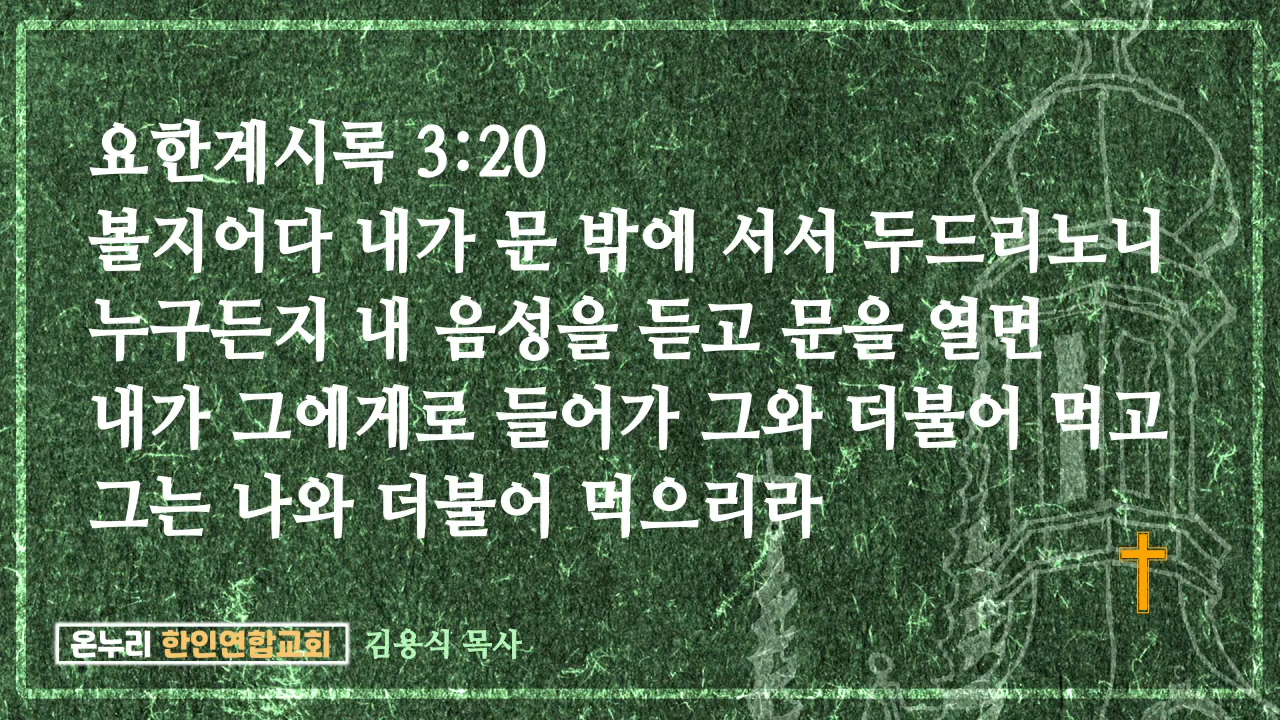 요한계시록 3:20
볼지어다 내가 문 밖에 서서 두드리노니
누구든지 내 음성을 듣고 문을 열면
내가 그에게로 들어가 그와 더불어 먹고
그는 나와 더불어 먹으리라
온누리 한인연합교회 김용식 목사